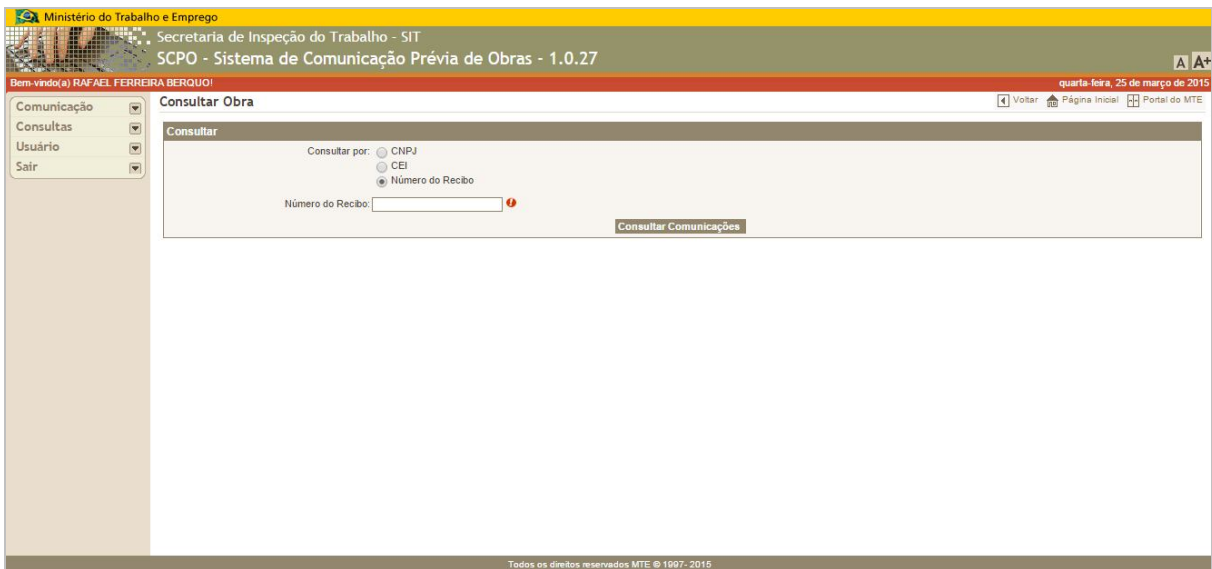 Ministério do Trabalho e Emprego
Secretaria de Inspeção do Trabalho - SIT
SCPO - Sistema de Comunicação Prévia de Obras - 1.0.27
A A+
Bem-vindo(a) RAFAEL FERREIRA BERQUO! quarta-feira, 25 de março de 2015
Comunicação
Consultas
Usuário
Sair
Consultar Obra
Voltar Página Inicial Portal do MTE
Consultar
Consultar por: CNPJ
CEI
Número do Recibo
Número do Recibo:
Consultar Comunicações
Todos os direitos reservados MTE © 1997- 2015